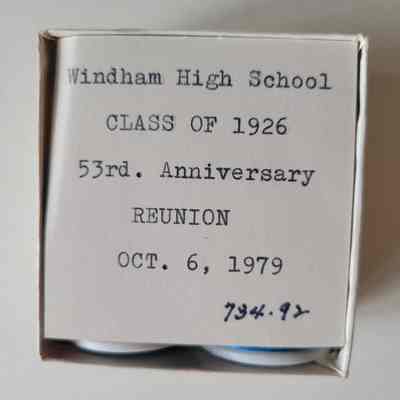 Windham High School
CLASS OF 1926
53rd. Anniversary
REUNION
OCT. 6, 1979
734.92